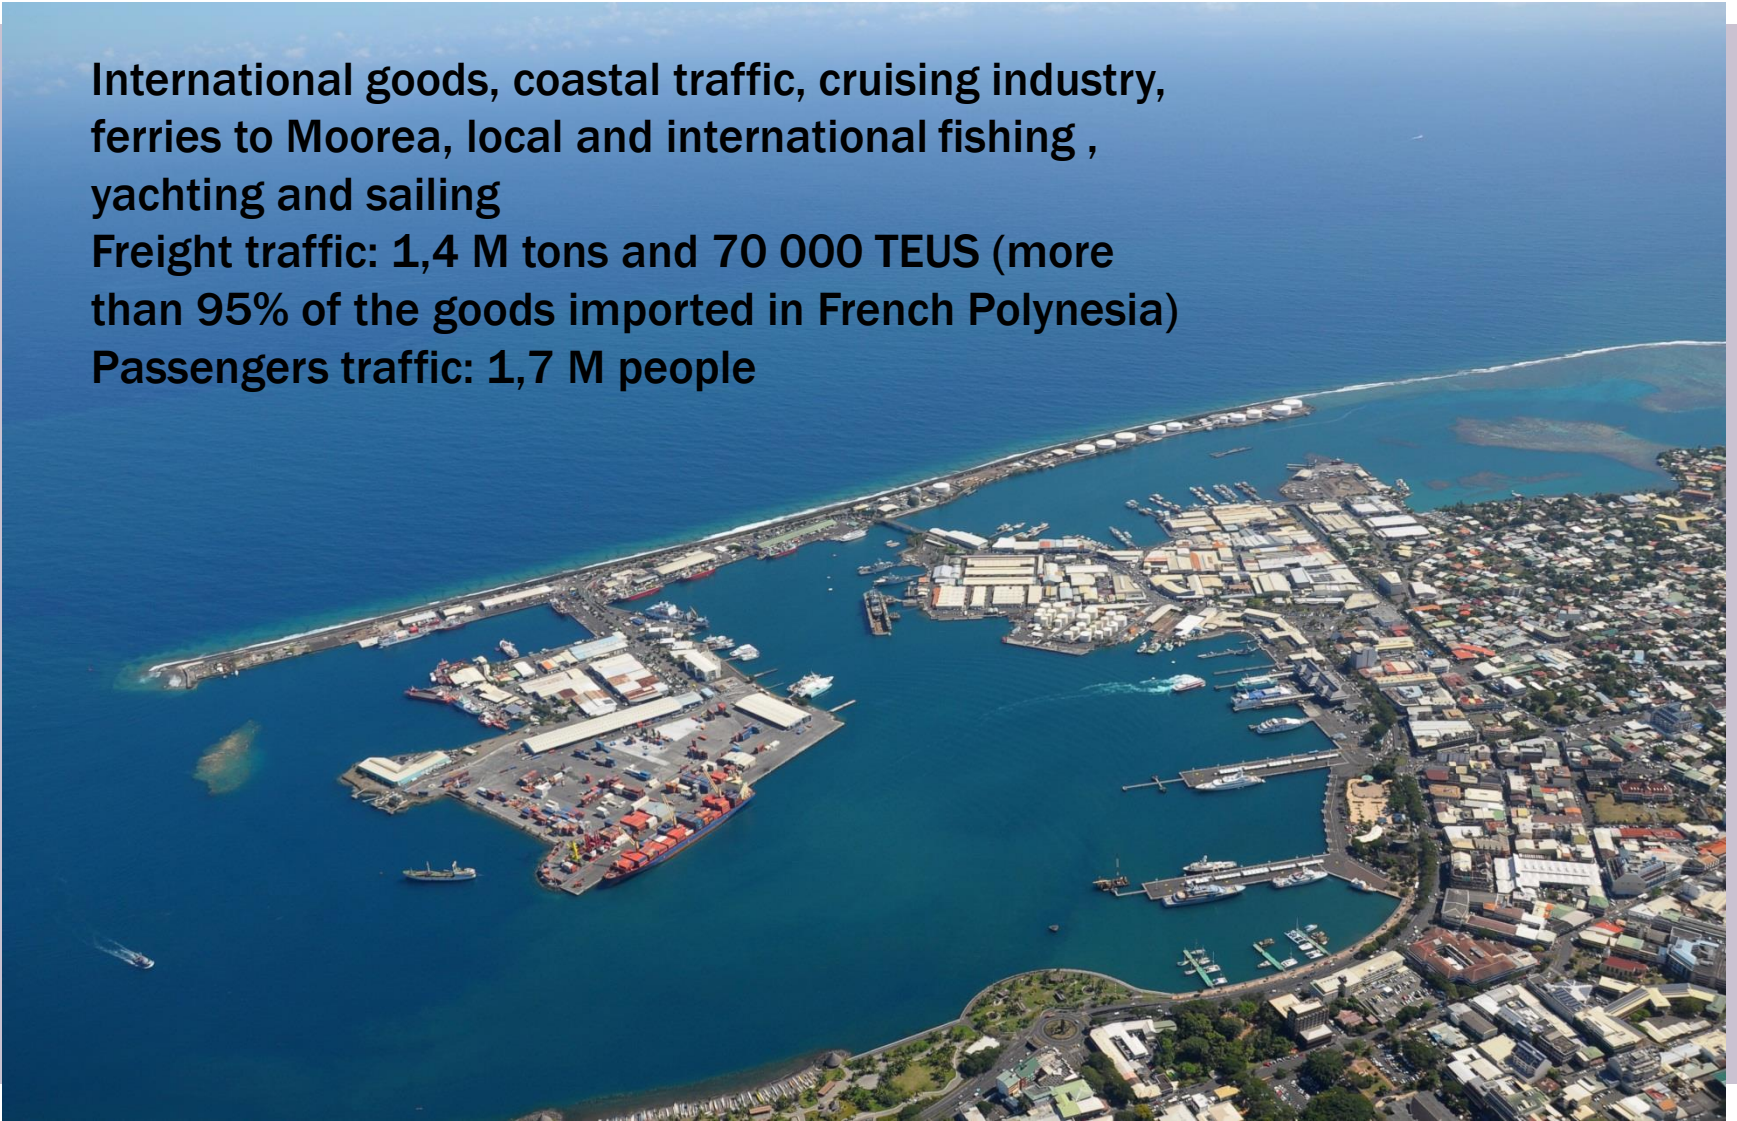 International goods, coastal traffic, cruising industry,
ferries to Moorea, local and international fishing ,
yachting and sailing
Freight traffic: 1,4 M tons and 70 000 TEUS (more
than 95% of the goods imported in French Polynesia)
Passengers traffic: 1,7 M people